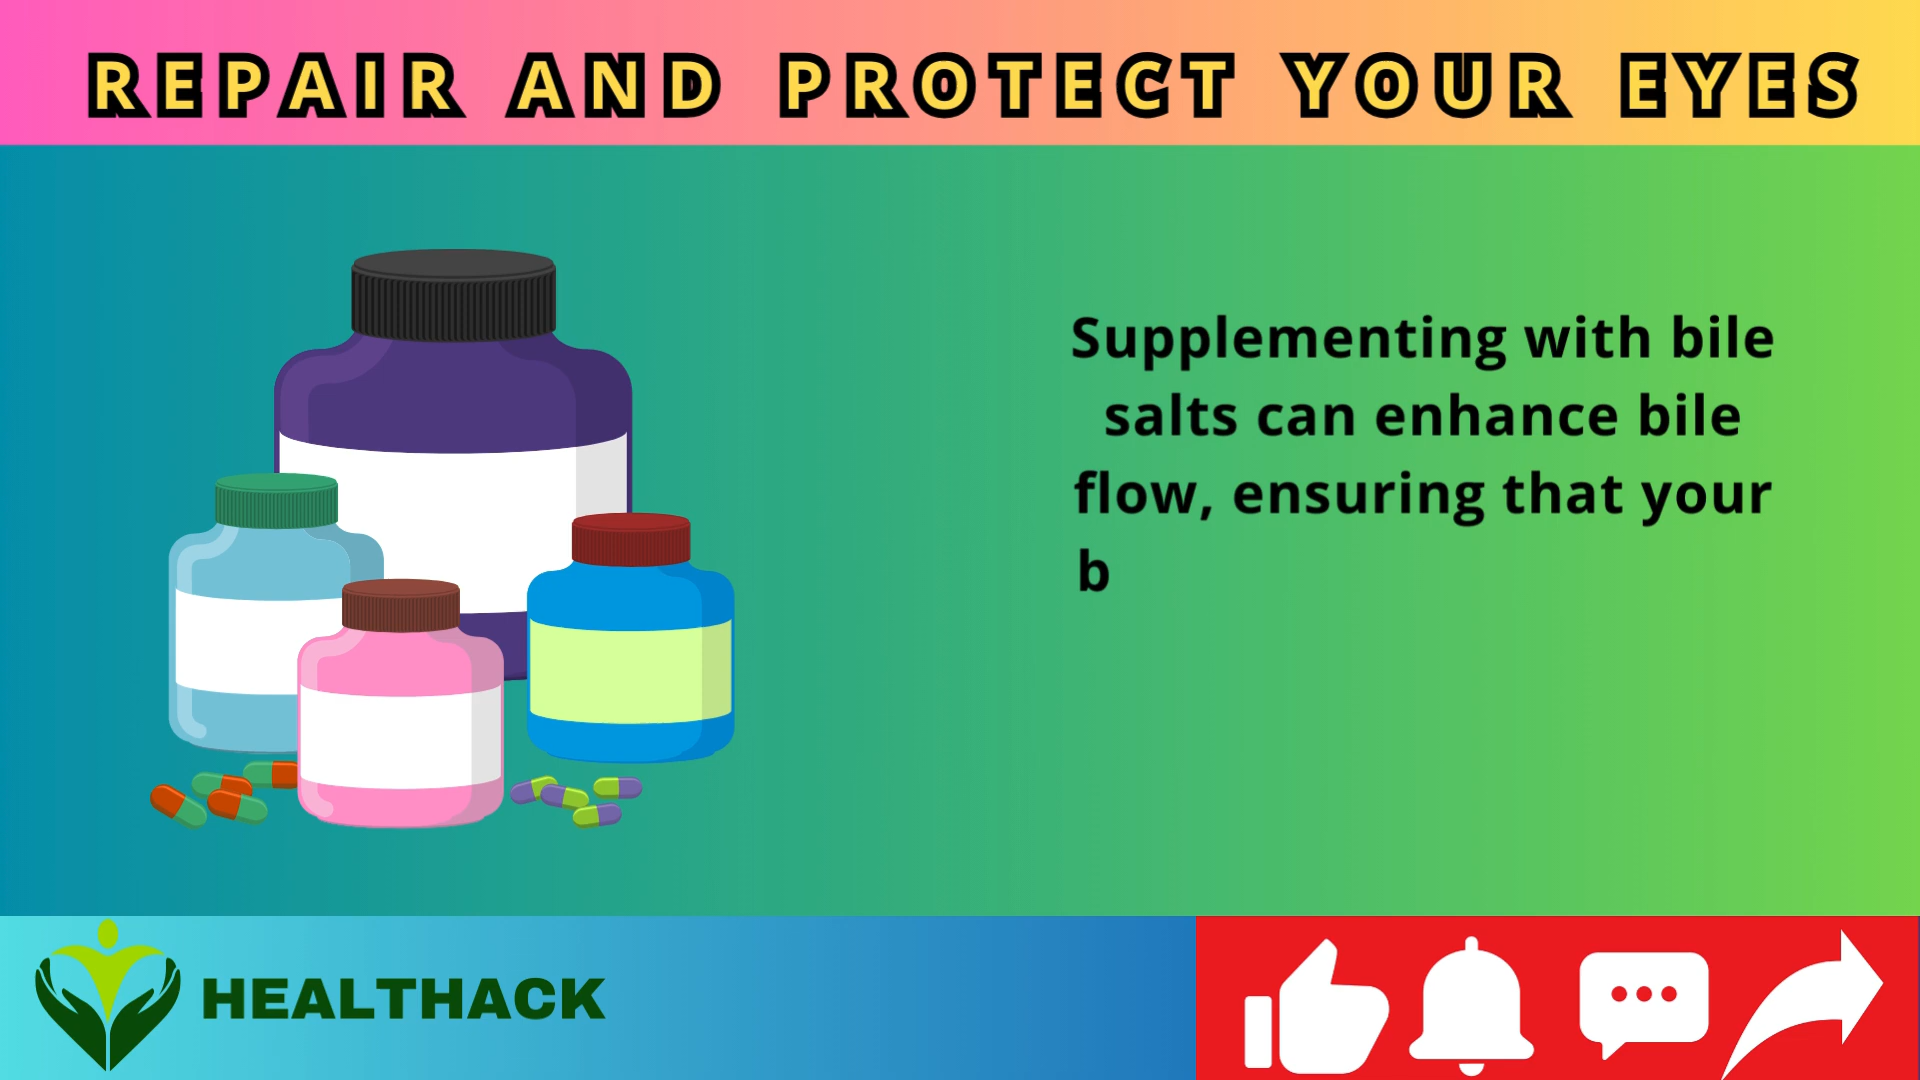 REPAIR AND PROTECT YOUR EYES
Supplementing with bile
salts can enhance bile
flow, ensuring that your
b
HEALTHACK